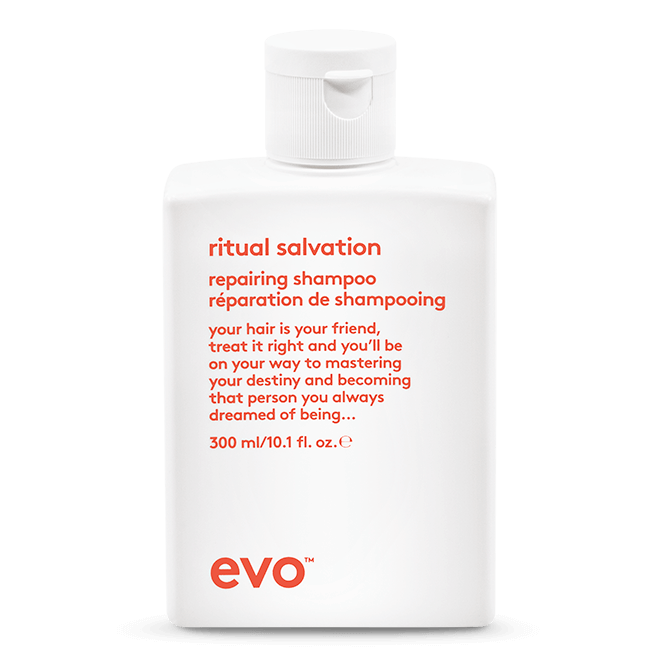 ritual salvation
repairing shampoo
réparation de shampooing
your hair is your friend,
treat it right and you'll be
on your way to mastering
your destiny and becoming
that person you always
dreamed of being...
300 ml/10.1 fl. oz.℮
evo™